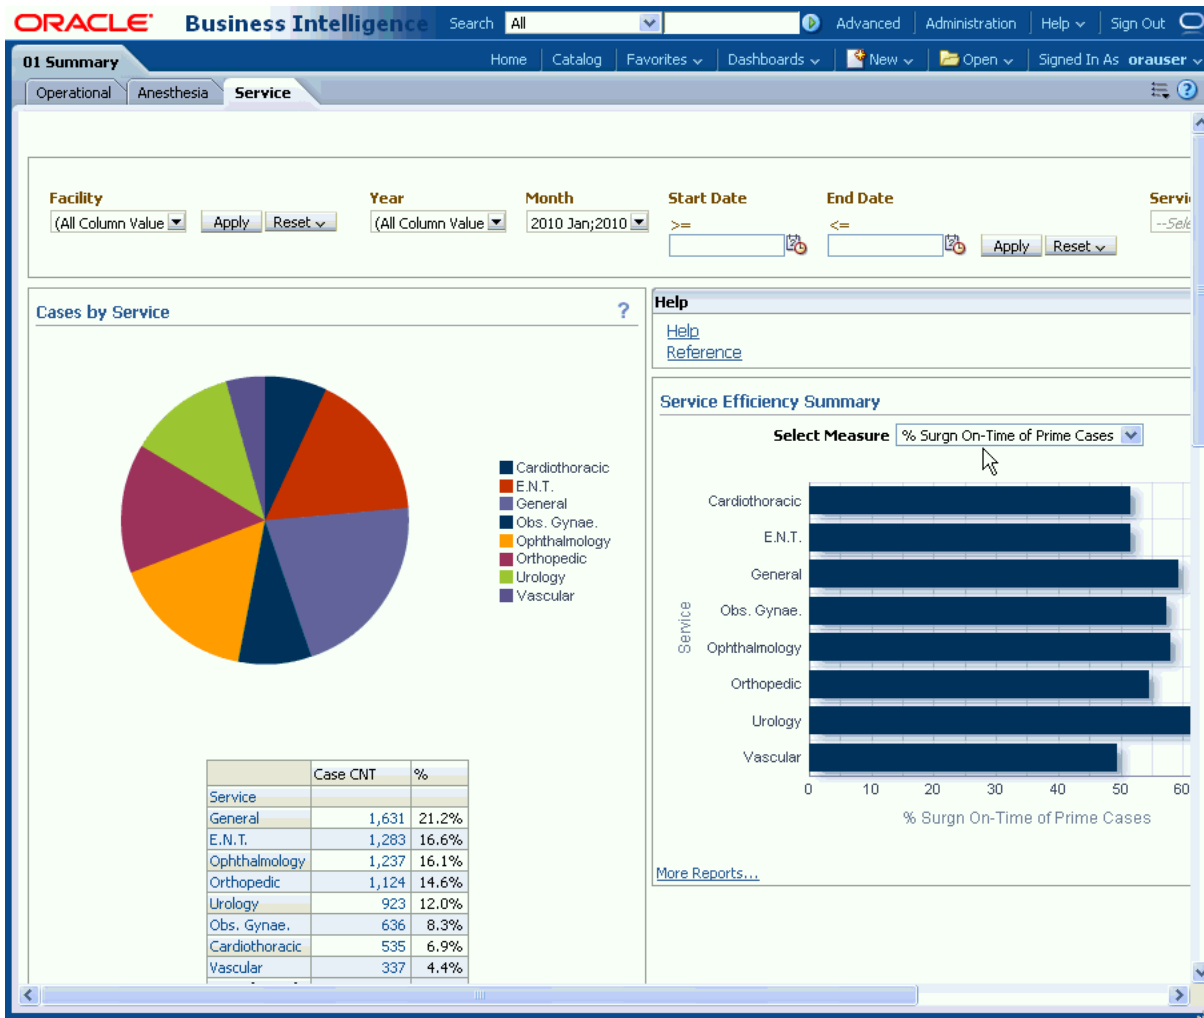 ORACLE Business Intelligence Search All Advanced Administration Help Sign Out
01 Summary Home Catalog Favorites Dashboards New Open Signed In As orauser
Operational Anesthesia Service
Facility Year Month Start Date End Date
(All Column Value Apply Reset (All Column Value 2010 Jan;2010 >= <= Apply Reset
Cases by Service ?
Cardiothoracic
E.N.T.
General
Obs. Gynae.
Ophthalmology
Orthopedic
Urology
Vascular
Case CNT %
Service
General 1,631 21.2%
E.N.T. 1,283 16.6%
Ophthalmology 1,237 16.1%
Orthopedic 1,124 14.6%
Urology 923 12.0%
Obs. Gynae. 636 8.3%
Cardiothoracic 535 6.9%
Vascular 337 4.4%
Help
Help
Reference
Service Efficiency Summary
Select Measure % Surgn On-Time of Prime Cases
Service
Cardiothoracic
E.N.T.
General
Obs. Gynae.
Ophthalmology
Orthopedic
Urology
Vascular
0 10 20 30 40 50 60
% Surgn On-Time of Prime Cases
More Reports...